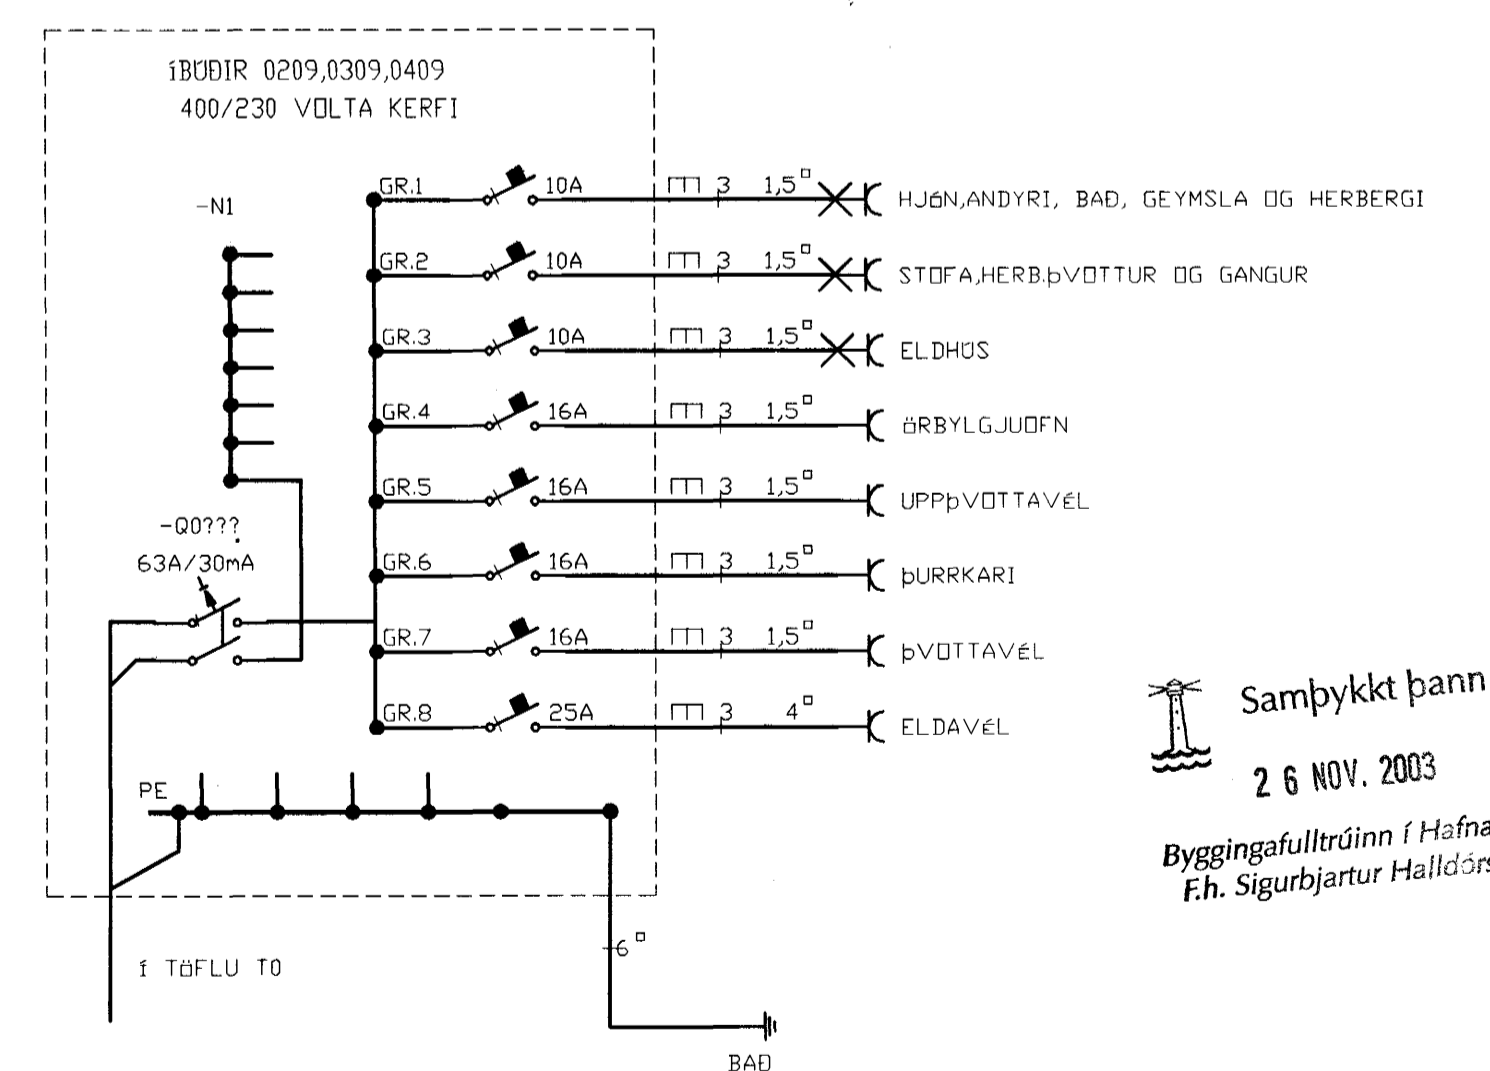 ÍBÚÐIR 0209,0309,0409
400/230 VOLTA KERFI
-N1
GR.1 10A 3 1,5▫ HJÓN,ANDYRI, BAÐ, GEYMSLA OG HERBERGI
GR.2 10A 3 1,5▫ STOFA,HERB.ÞVOTTUR OG GANGUR
GR.3 10A 3 1,5▫ ELDHÚS
GR.4 16A 3 1,5▫ ÖRBYLGJUOFN
GR.5 16A 3 1,5▫ UPPÞVOTTAVÉL
-Q0???
63A/30mA
GR.6 16A 3 1,5▫ ÞURRKARI
GR.7 16A 3 1,5▫ ÞVOTTAVÉL
GR.8 25A 3 4▫ ELDAVÉL
PE
6▫
Í TÖFLU T0
BAÐ
Samþykkt þann
26 NOV. 2003
Byggingafulltrúinn í Hafna
F.h. Sigurbjartur Halldórs